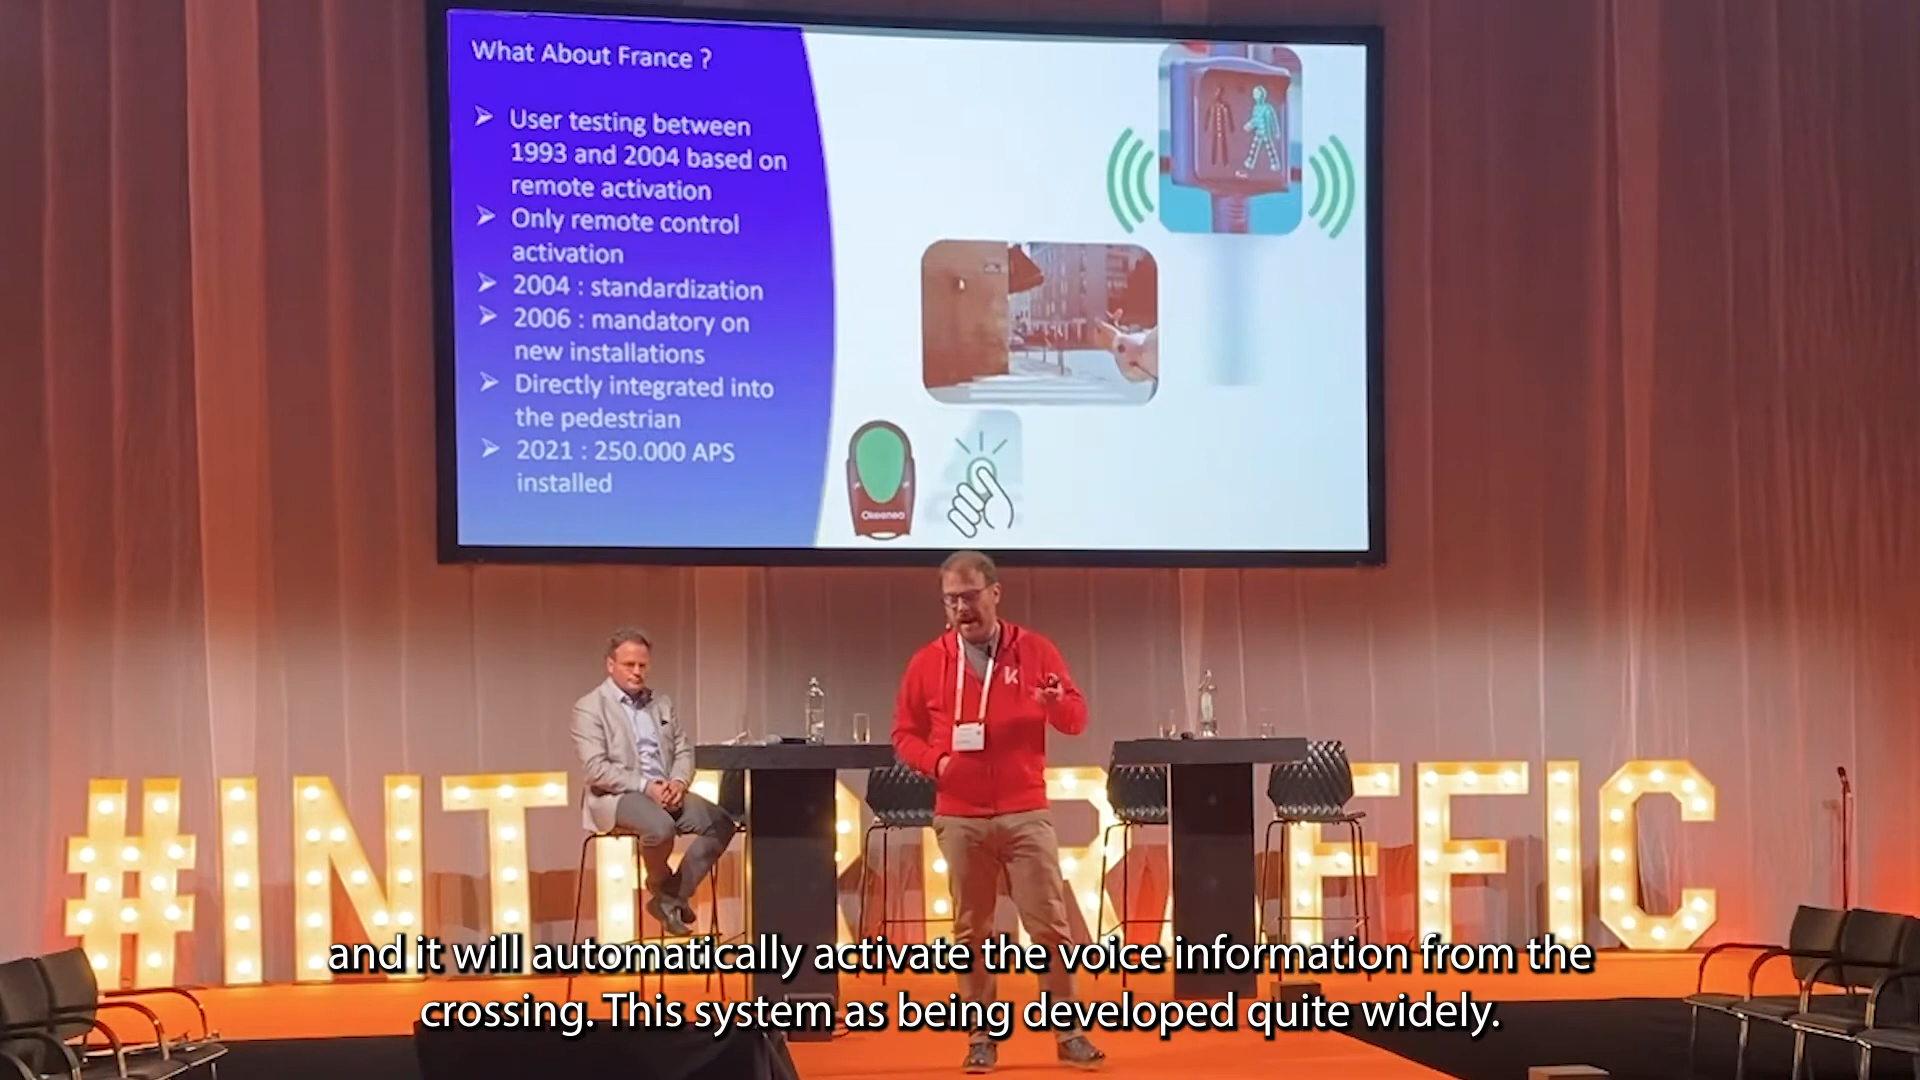 What About France ?
➢ User testing between
1993 and 2004 based on
remote activation
➢ Only remote control
activation
➢ 2004 : standardization
➢ 2006 : mandatory on
new installations
➢ Directly integrated into
the pedestrian
➢ 2021 : 250.000 APS
installed
Okeenea
K
#INTERTRAFFIC
and it will automatically activate the voice information from the
crossing. This system as being developed quite widely.